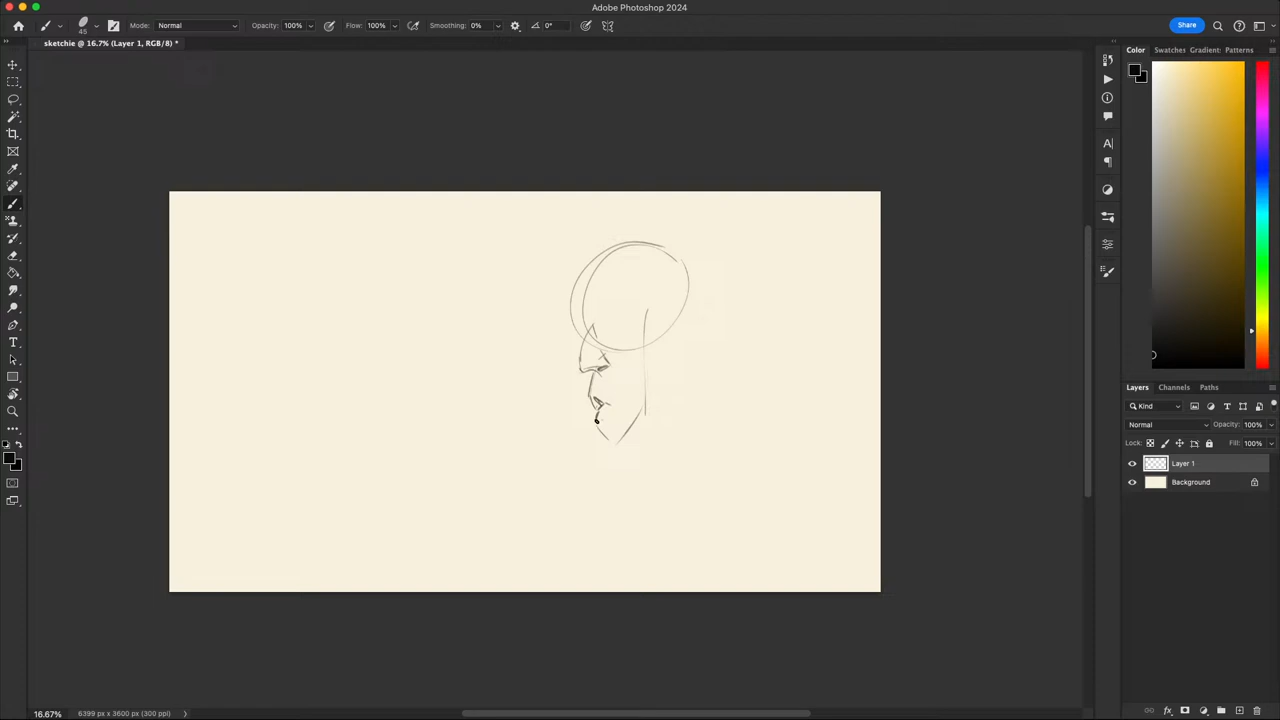 Adobe Photoshop 2024
45 Mode: Normal Opacity: 100% Flow: 100% Smoothing: 0% 0° Share
sketchie @ 16.7% (Layer 1, RGB/8) *
Color Swatches Gradient: Patterns
Layers Channels Paths
Kind
Normal Opacity: 100%
Lock: Fill: 100%
Layer 1
Background
16.67% 6399 px x 3600 px (300 ppi)